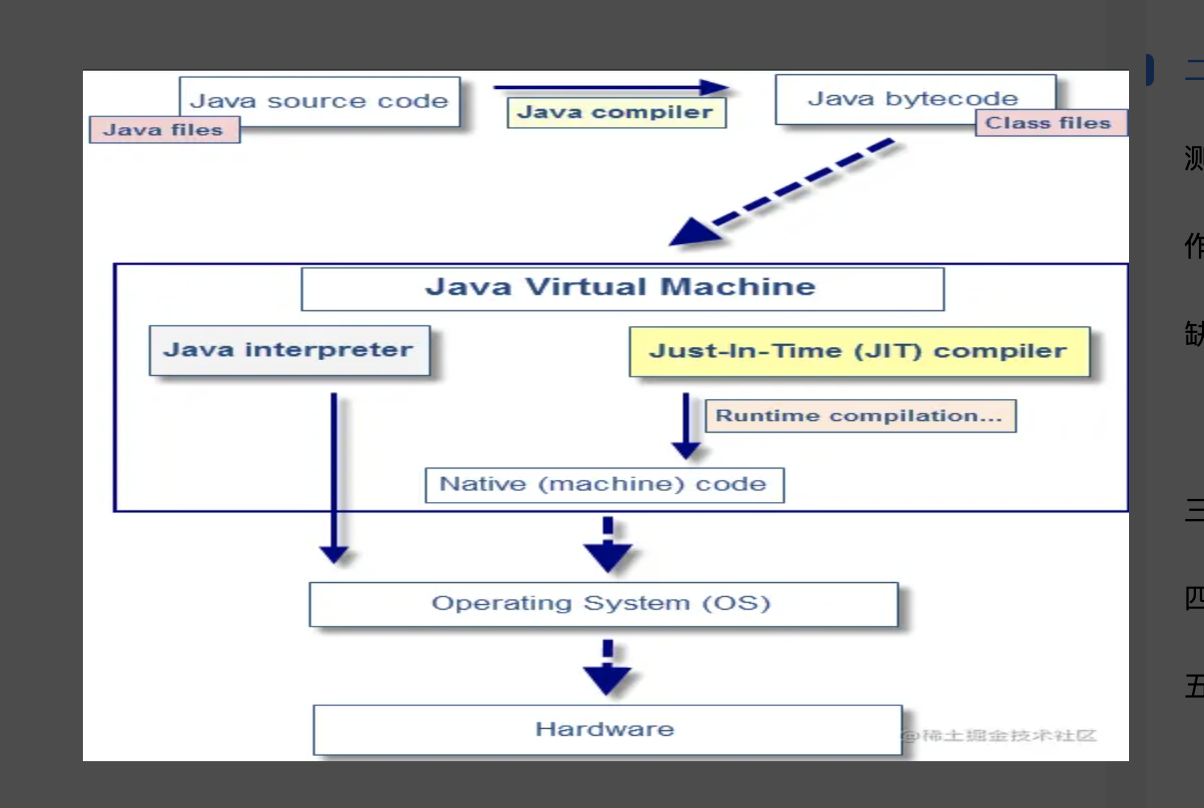 Java source code
Java files
Java compiler
Java bytecode
Class files
Java Virtual Machine
Java interpreter
Just-In-Time (JIT) compiler
Runtime compilation...
Native (machine) code
Operating System (OS)
Hardware
@稀土掘金技术社区
二
测
作
缺
三
四
五